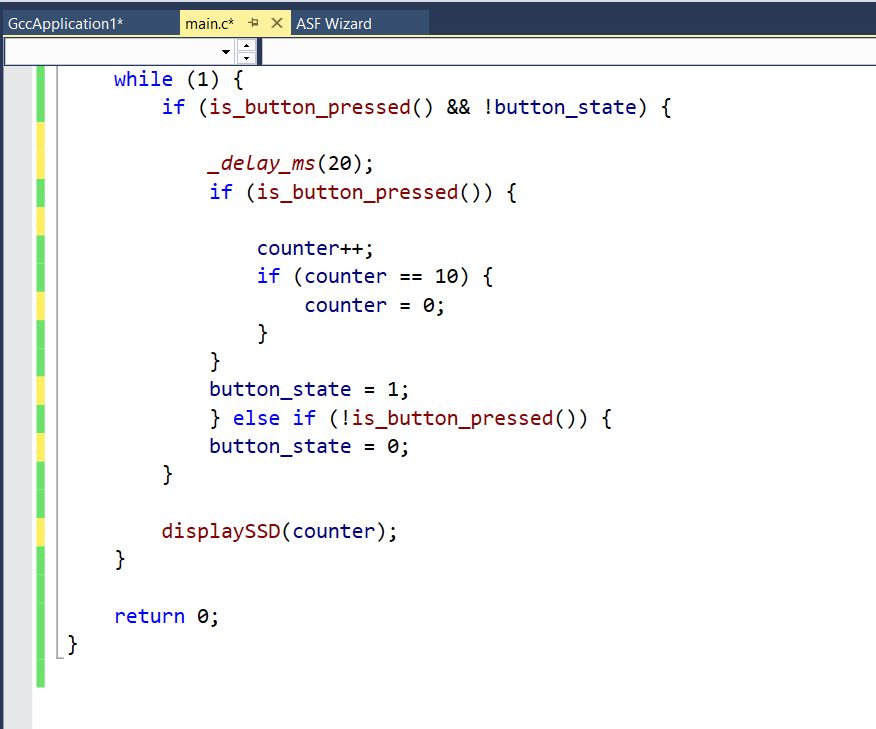 GccApplication1* main.c* ASF Wizard
while (1) {
if (is_button_pressed() && !button_state) {
_delay_ms(20);
if (is_button_pressed()) {
counter++;
if (counter == 10) {
counter = 0;
}
}
button_state = 1;
} else if (!is_button_pressed()) {
button_state = 0;
}
displaySSD(counter);
}
return 0;
}